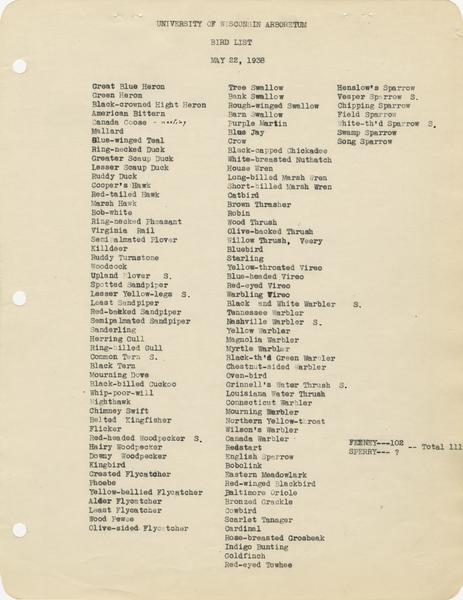 UNIVERSITY OF WISCONSIN ARBORETUM
BIRD LIST
MAY 22, 1938
Great Blue Heron
Green Heron
Black-crowned Hight Heron
American Bittern
Canada Goose - nesting
Mallard
Blue-winged Teal
Ring-necked Duck
Greater Scaup Duck
Lesser Scaup Duck
Ruddy Duck
Cooper's Hawk
Red-tailed Hawk
Marsh Hawk
Bob-white
Ring-necked Pheasant
Virginia Rail
Semipalmated Plover
Killdeer
Ruddy Turnstone
Woodcock
Upland Plover S.
Spotted Sandpiper
Lesser Yellow-legs S.
Least Sandpiper
Red-backed Sandpiper
Semipalmated Sandpiper
Sanderling
Herring Gull
Ring-billed Gull
Common Tern S.
Black Tern
Mourning Dove
Black-billed Cuckoo
Whip-poor-will
Nighthawk
Chimney Swift
Belted Kingfisher
Flicker
Red-headed Woodpecker S.
Hairy Woodpecker
Downy Woodpecker
Kingbird
Crested Flycatcher
Phoebe
Yellow-bellied Flycatcher
Alder Flycatcher
Least Flycatcher
Wood Pewee
Olive-sided Flycatcher
Tree Swallow
Bank Swallow
Rough-winged Swallow
Barn Swallow
Purple Martin
Blue Jay
Crow
Black-capped Chickadee
White-breasted Nuthatch
House Wren
Long-billed Marsh Wren
Short-billed Marsh Wren
Catbird
Brown Thrasher
Robin
Wood Thrush
Olive-backed Thrush
Willow Thrush, Veery
Bluebird
Starling
Yellow-throated Vireo
Blue-headed Vireo
Red-eyed Vireo
Warbling Vireo
Black and White Warbler S.
Tennessee Warbler
Nashville Warbler S.
Yellow Warbler
Magnolia Warbler
Myrtle Warbler
Black-th'd Green Warbler
Chestnut-sided Warbler
Oven-bird
Grinnell's Water Thrush S.
Louisiana Water Thrush
Connecticut Warbler
Mourning Warbler
Northern Yellow-throat
Wilson's Warbler
Canada Warbler
Redstart
English Sparrow
Bobolink
Eastern Meadowlark
Red-winged Blackbird
Baltimore Oriole
Bronzed Grackle
Cowbird
Scarlet Tanager
Cardinal
Rose-breasted Grosbeak
Indigo Bunting
Goldfinch
Red-eyed Towhee
Henslow's Sparrow
Vesper Sparrow S.
Chipping Sparrow
Field Sparrow
White-th'd Sparrow S.
Swamp Sparrow
Song Sparrow
FEENEY---102
SPERRY--- ?
-- Total 111